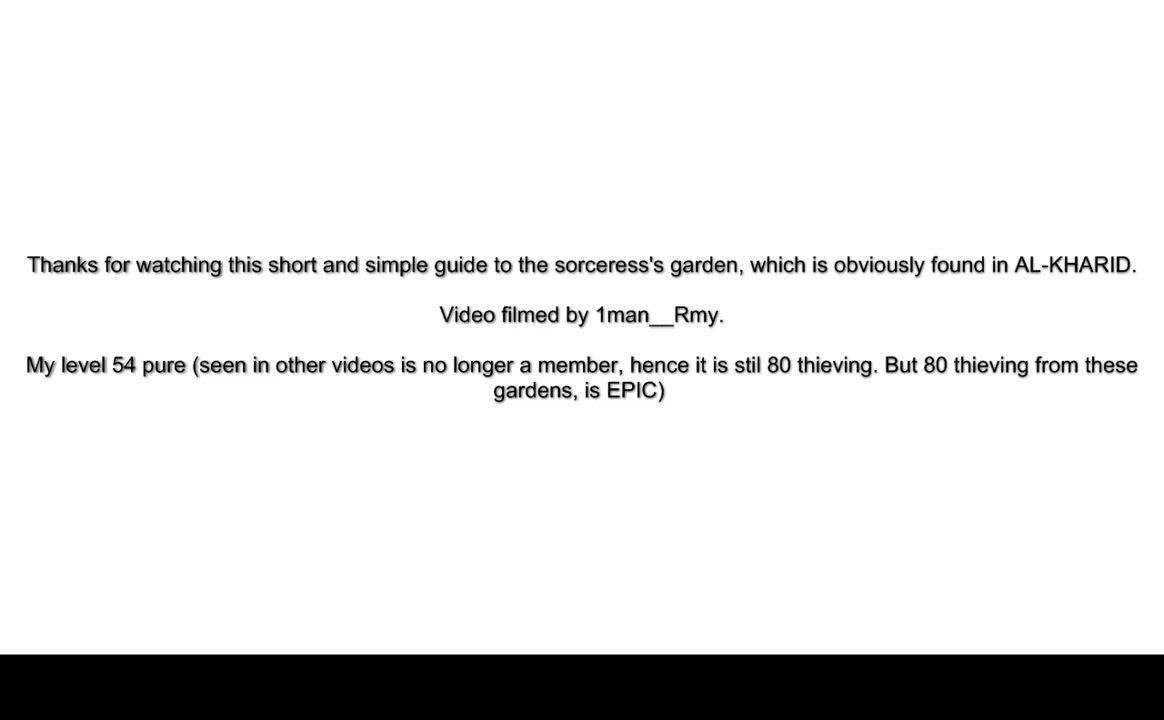 Thanks for watching this short and simple guide to the sorceress's garden, which is obviously found in AL-KHARID.
Video filmed by 1man__Rmy.
My level 54 pure (seen in other videos is no longer a member, hence it is stil 80 thieving. But 80 thieving from these
gardens, is EPIC)